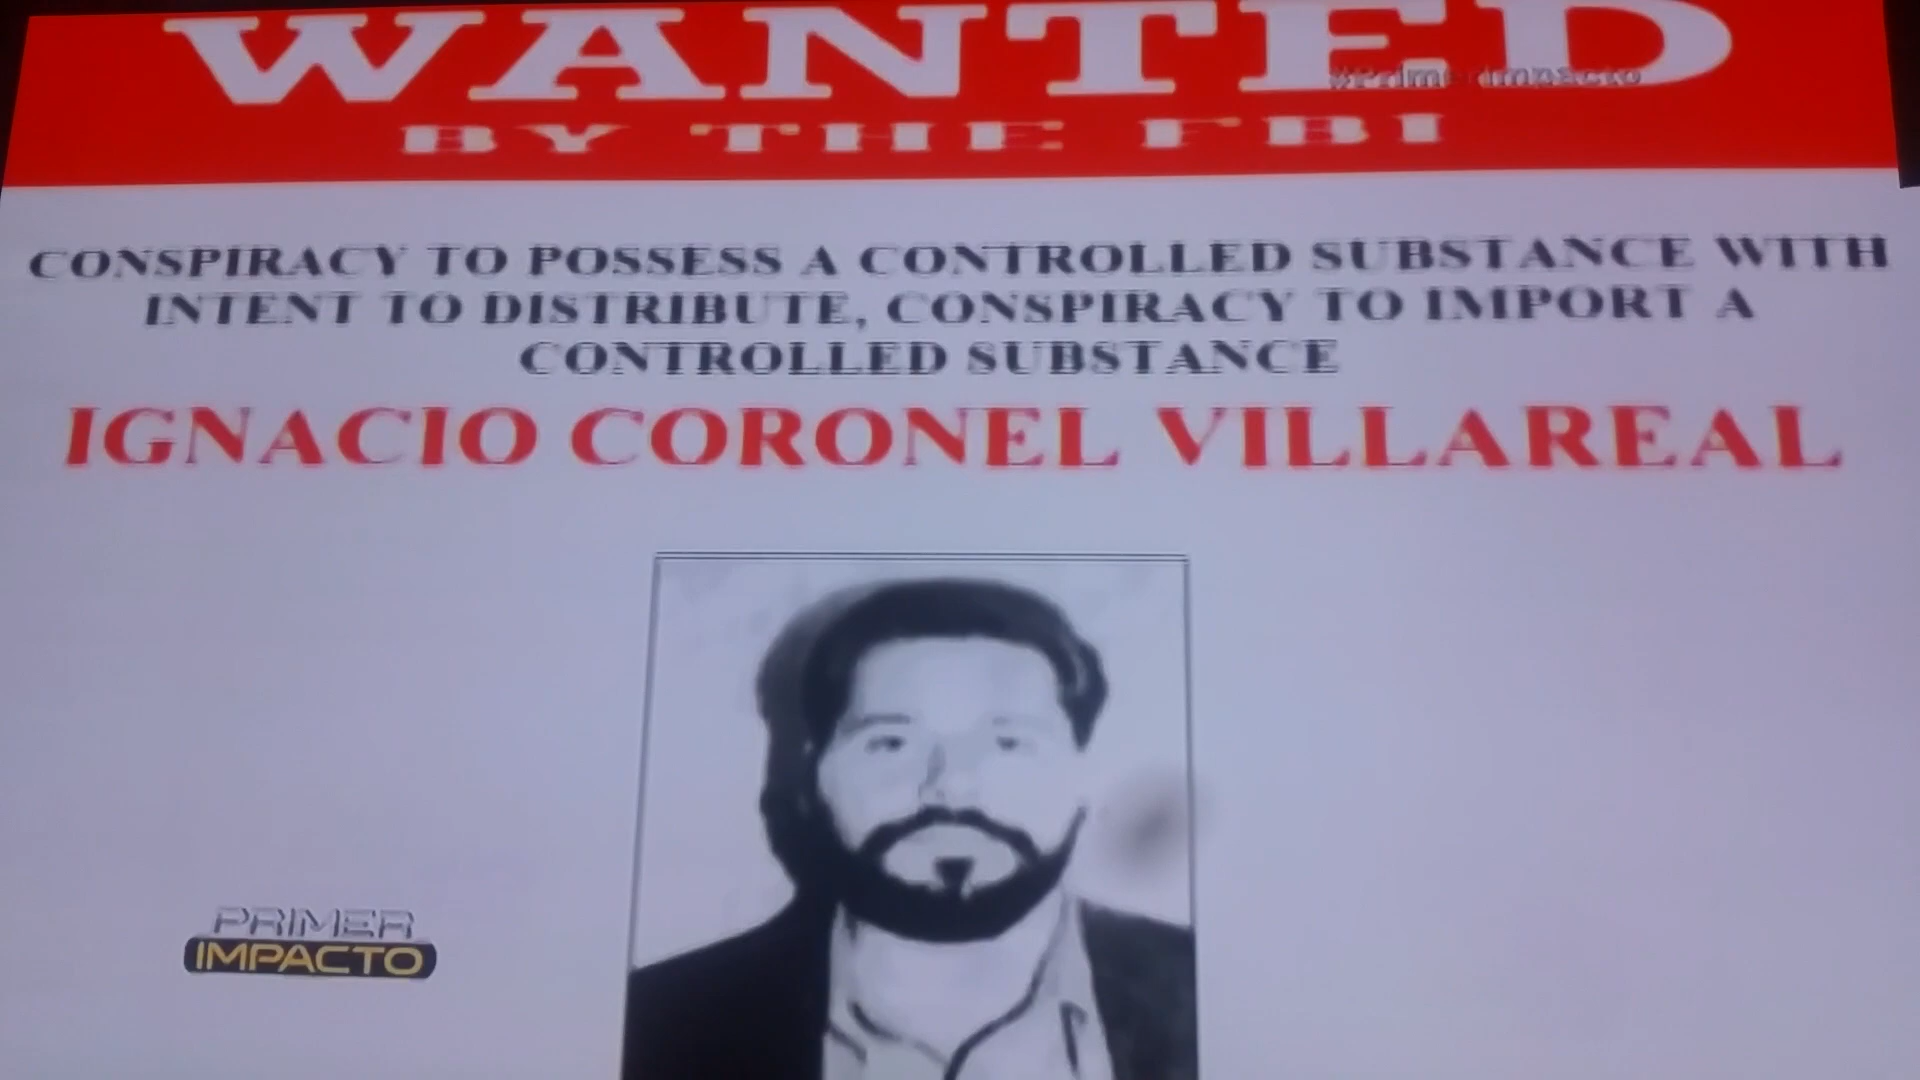 WANTED
#PrimerImpacto
BY THE FBI
CONSPIRACY TO POSSESS A CONTROLLED SUBSTANCE WITH
INTENT TO DISTRIBUTE, CONSPIRACY TO IMPORT A
CONTROLLED SUBSTANCE
IGNACIO CORONEL VILLAREAL
PRIMER
IMPACTO